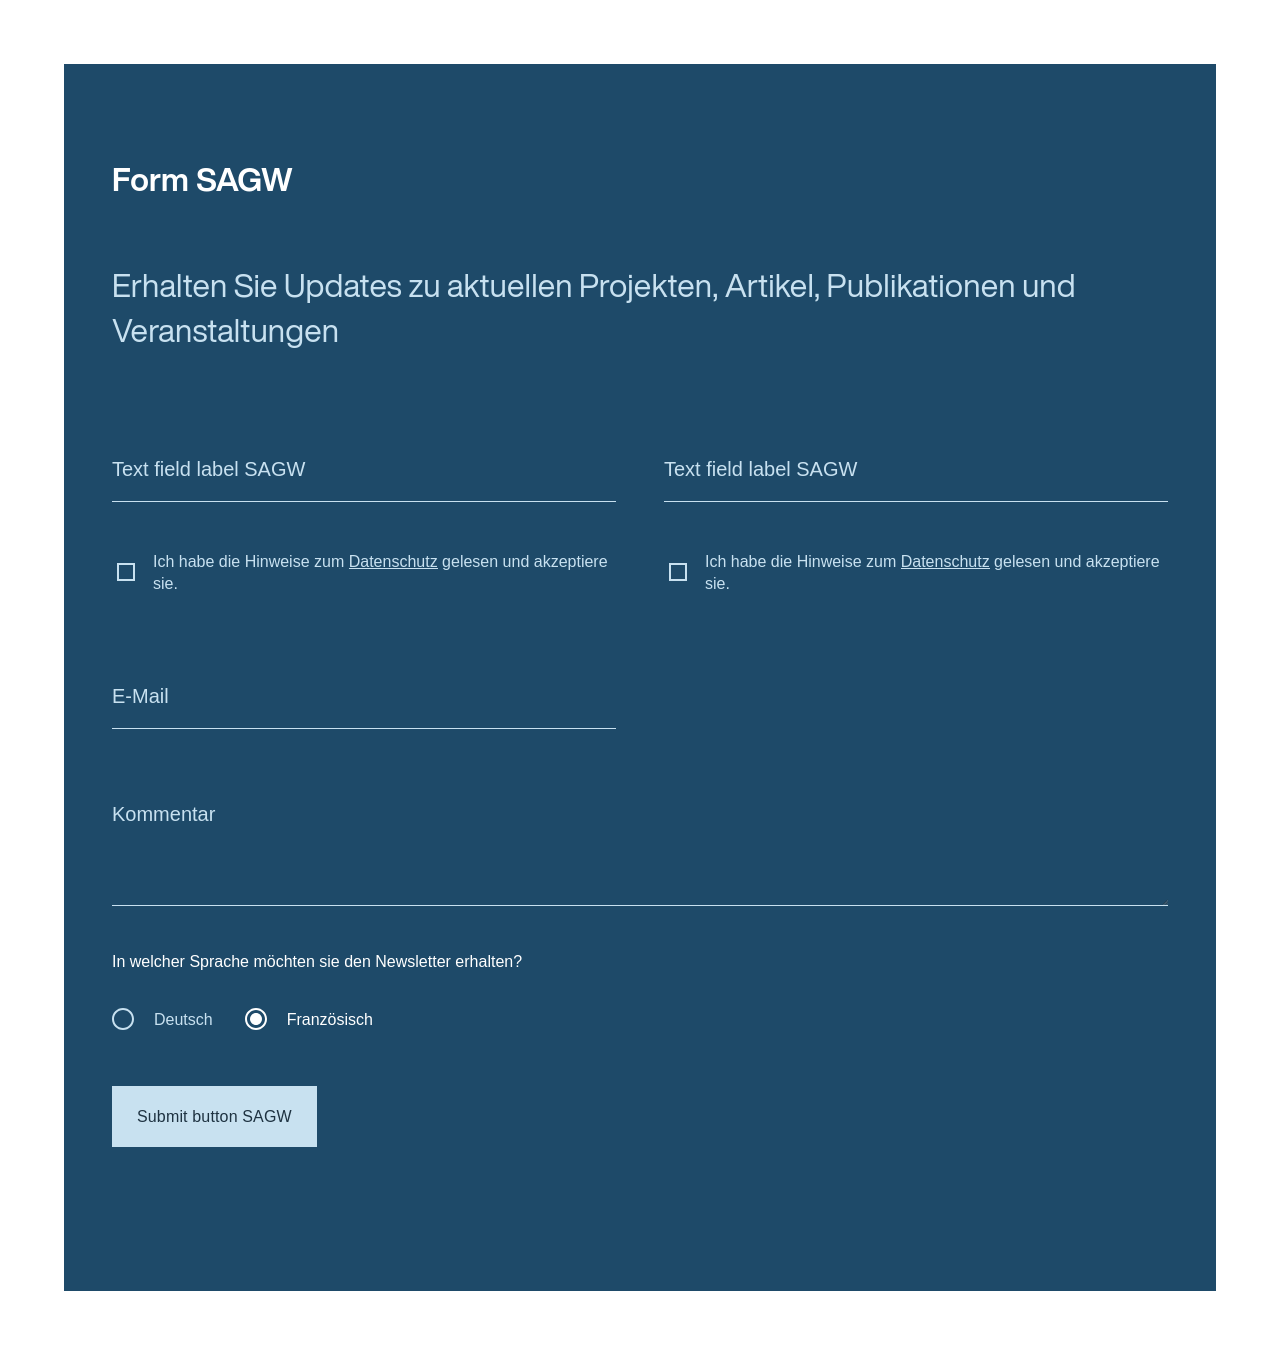 Form SAGW
Erhalten Sie Updates zu aktuellen Projekten, Artikel, Publikationen und
Veranstaltungen
Text field label SAGW
Text field label SAGW
Ich habe die Hinweise zum Datenschutz gelesen und akzeptiere
sie.
Ich habe die Hinweise zum Datenschutz gelesen und akzeptiere
sie.
E-Mail
Kommentar
In welcher Sprache möchten sie den Newsletter erhalten?
Deutsch
Französisch
Submit button SAGW